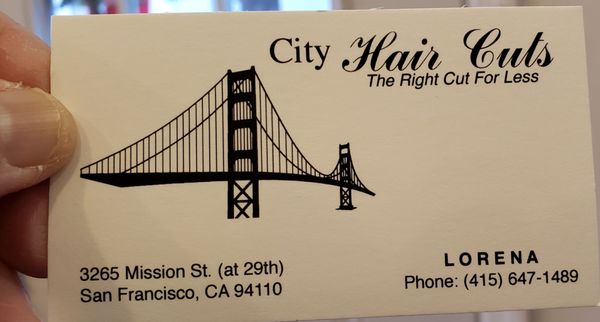 City Hair Cuts
The Right Cut For Less
3265 Mission St. (at 29th)
San Francisco, CA 94110
LORENA
Phone: (415) 647-1489